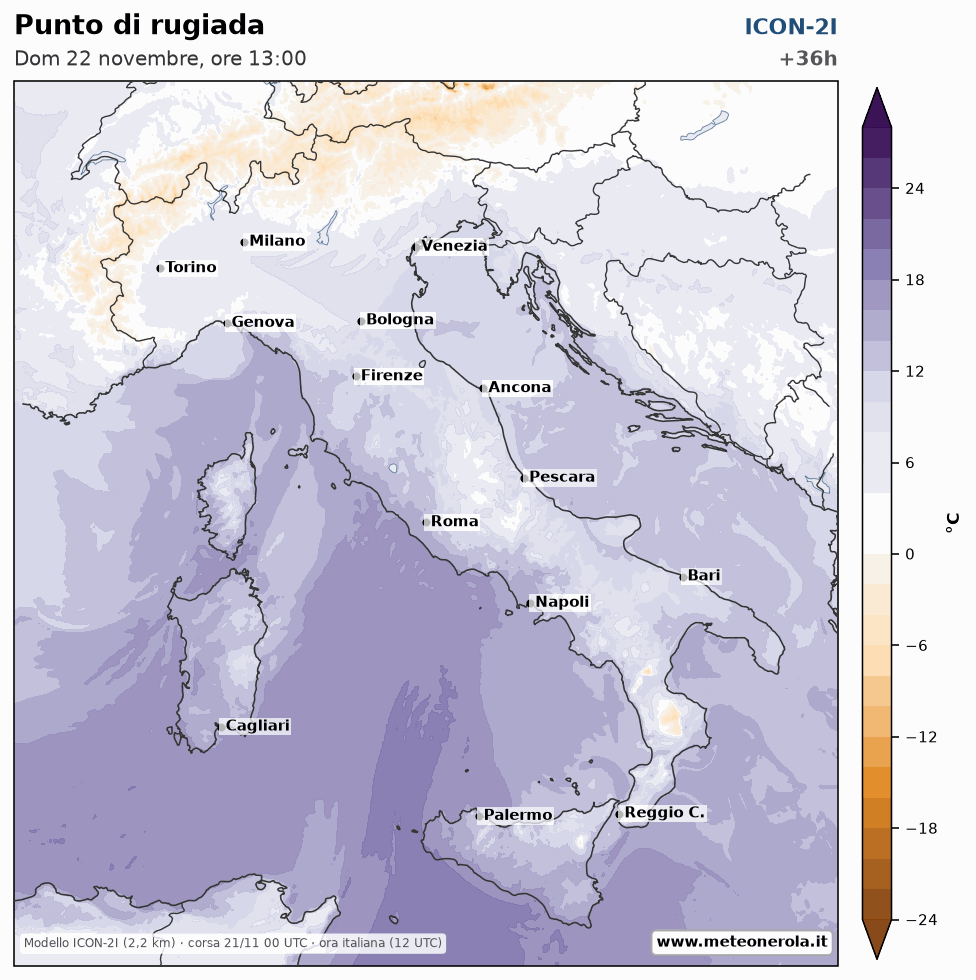 Punto di rugiada
ICON-2I
Dom 22 novembre, ore 13:00
+36h
Milano
Venezia
Torino
Genova
Bologna
Firenze
Ancona
Pescara
Roma
Bari
Napoli
Cagliari
Palermo
Reggio C.
24
18
12
6
0
−6
−12
−18
−24
°C
Modello ICON-2I (2,2 km) · corsa 21/11 00 UTC · ora italiana (12 UTC)
www.meteonerola.it